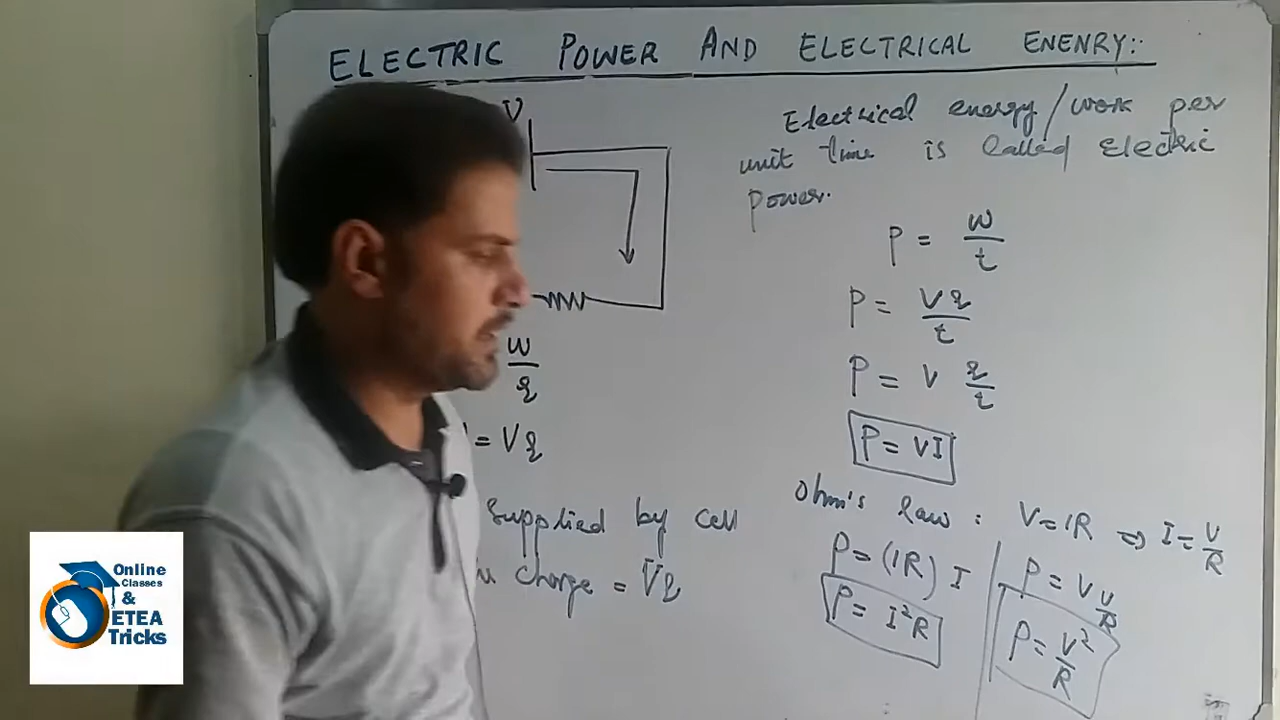 ELECTRIC POWER AND ELECTRICAL ENENRY:-
V
w
q
= Vq
Supplied by cell
charge = Vq
Electrical energy/work per
unit time is called Electric
power.
P = w/t
P = Vq/t
P = V q/t
P = VI
Ohm's law : V=IR ⇒ I=V/R
P = (IR) I
P = I²R
P = V V/R
P = V²/R
Online
Classes
&
ETEA
Tricks